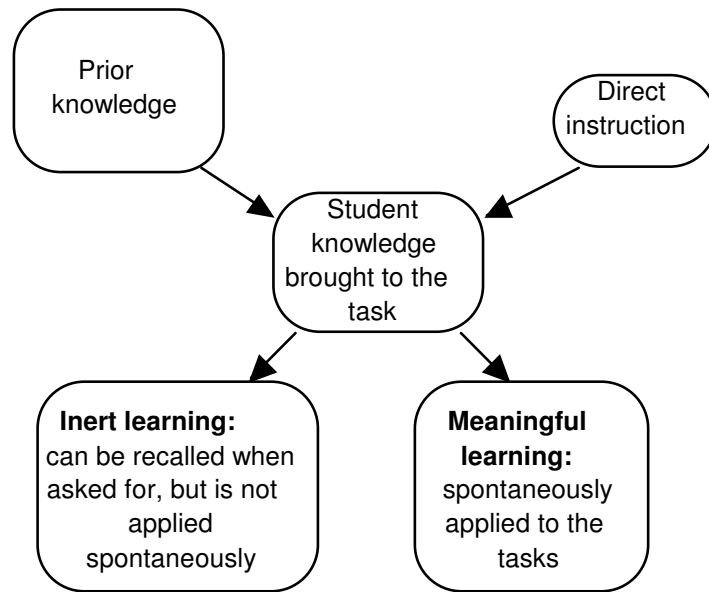 Prior
knowledge
Direct
instruction
Student
knowledge
brought to the
task
Inert learning:
can be recalled when
asked for, but is not
applied
spontaneously
Meaningful
learning:
spontaneously
applied to the
tasks